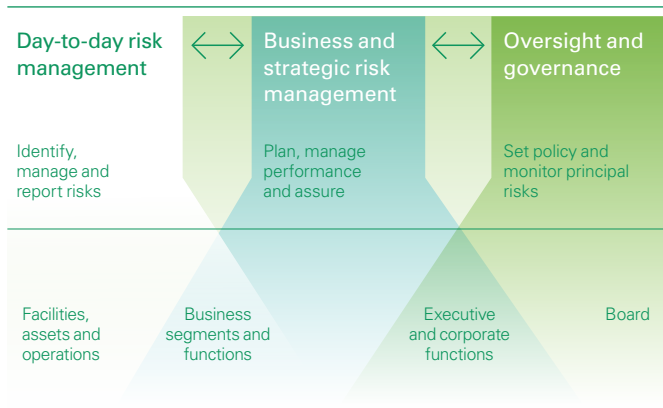 Day-to-day risk
management
Business and
strategic risk
management
Oversight and
governance
Identify,
manage and
report risks
Plan, manage
performance
and assure
Set policy and
monitor principal
risks
Facilities,
assets and
operations
Business
segments and
functions
Executive
and corporate
functions
Board